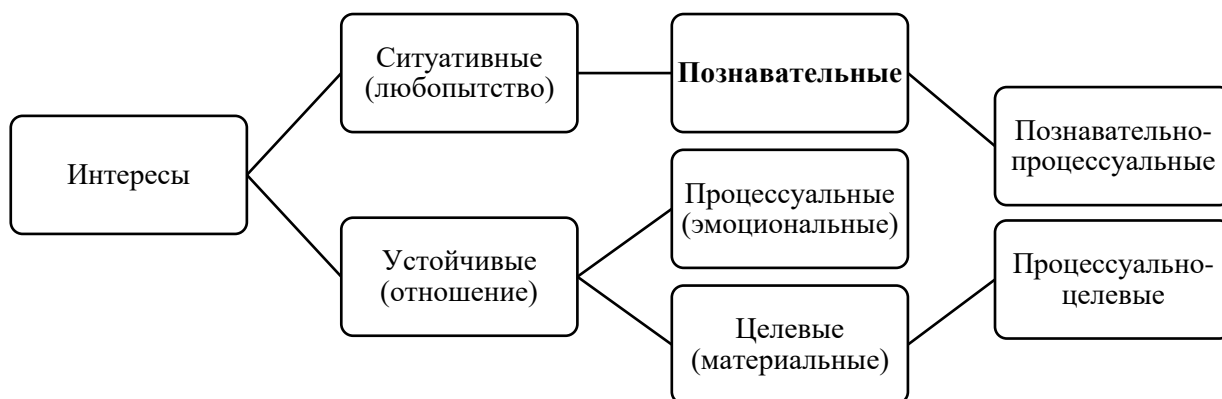 Интересы
Ситуативные
(любопытство)
Устойчивые
(отношение)
Познавательные
Процессуальные
(эмоциональные)
Целевые
(материальные)
Познавательно-
процессуальные
Процессуально-
целевые